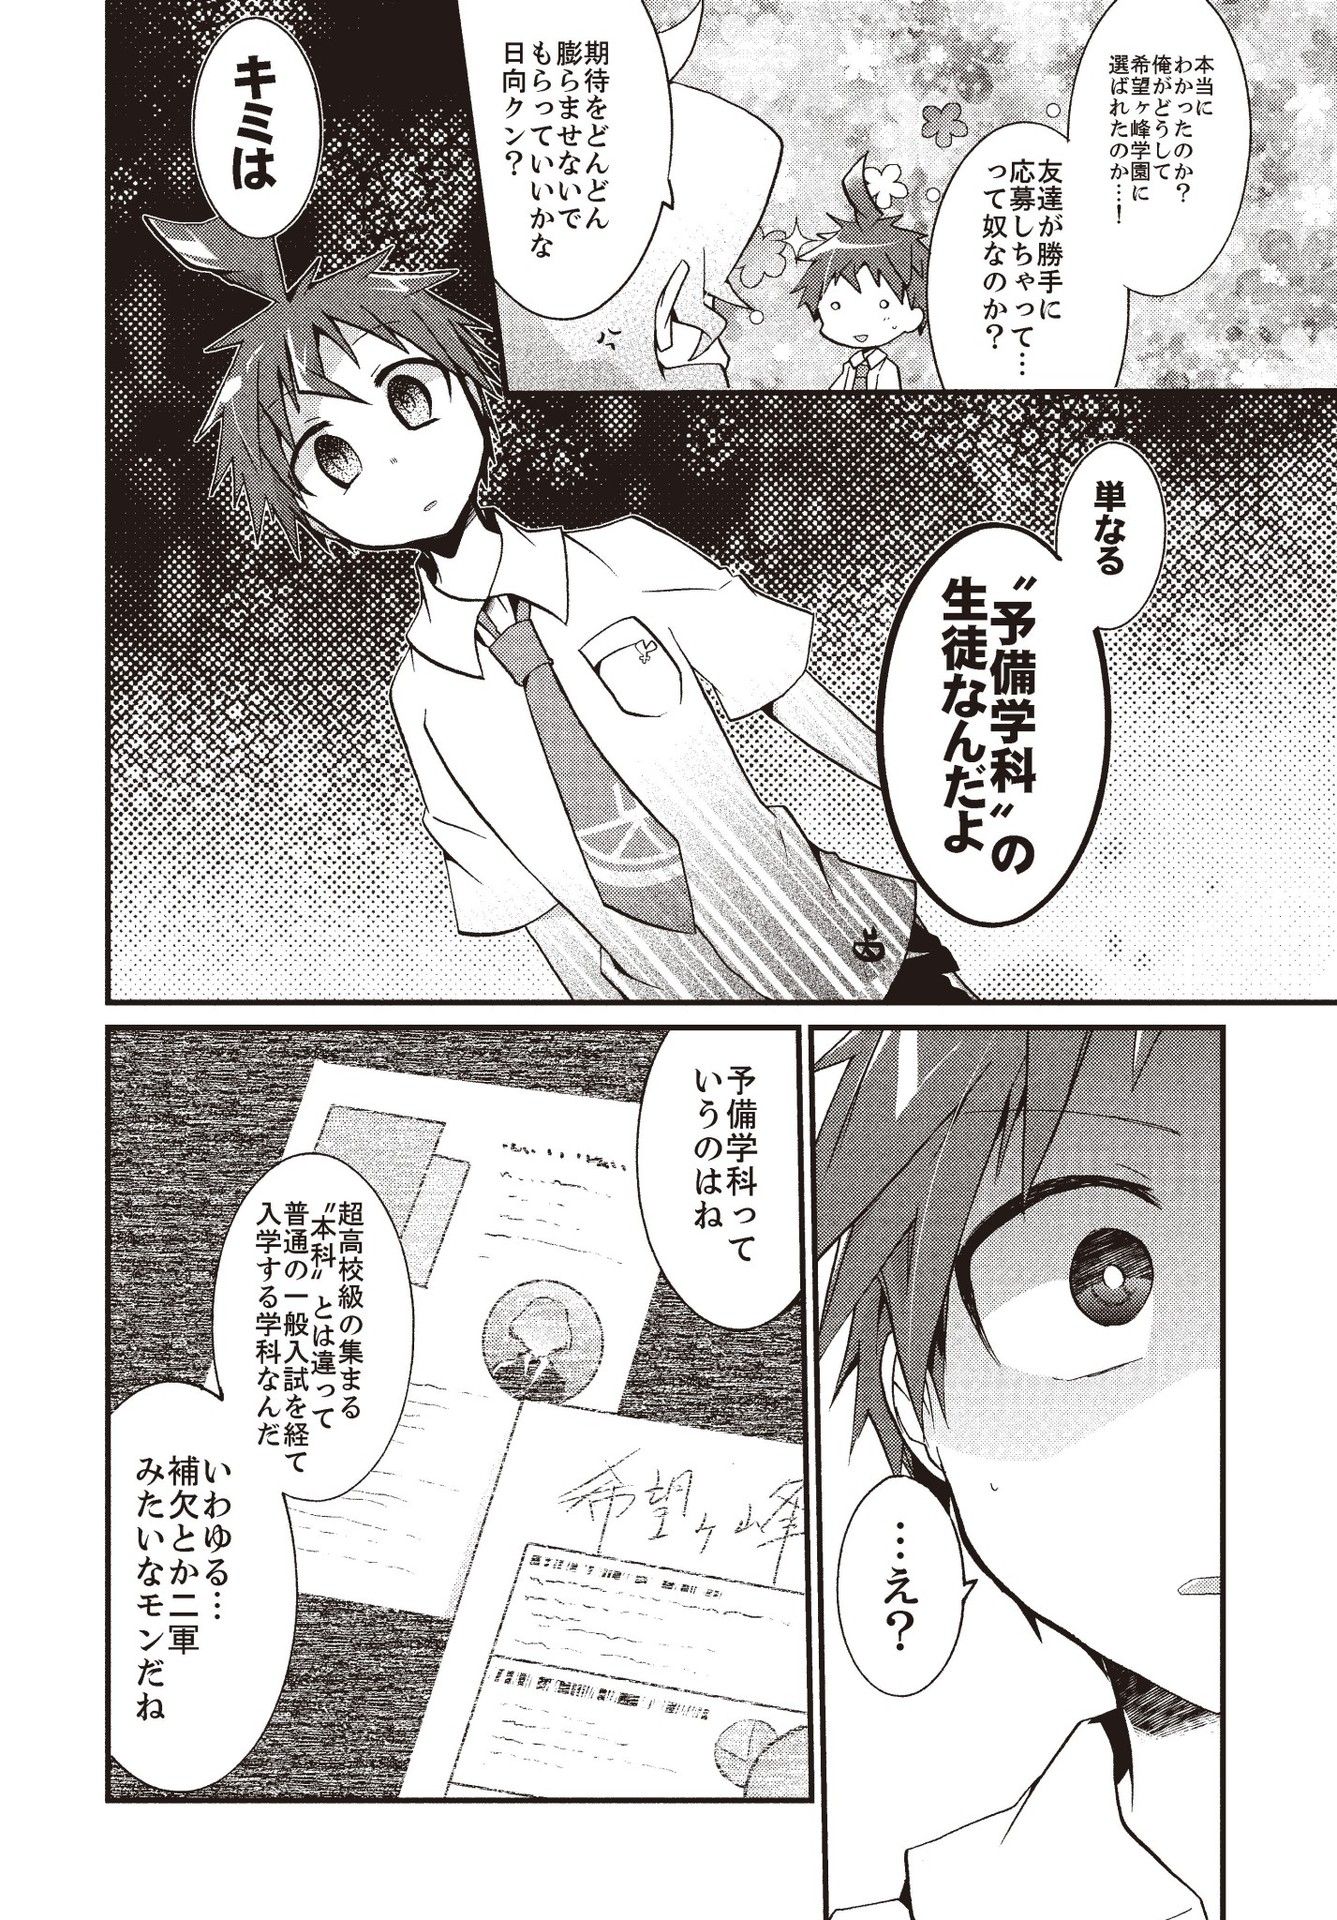 本当に
わかったのか?
俺がどうして
希望ヶ峰学園に
選ばれたのか…!
友達が勝手に
応募しちゃって…
って奴なのか?
期待をどんどん
膨らませないで
もらっていいかな
日向クン?
キミは
単なる
〝予備学科〟の
生徒なんだよ
…え?
予備学科って
いうのはね
超高校級の集まる
〝本科〟とは違って
普通の一般入試を経て
入学する学科なんだ
希望ヶ峰
いわゆる…
補欠とか二軍
みたいなモンだね